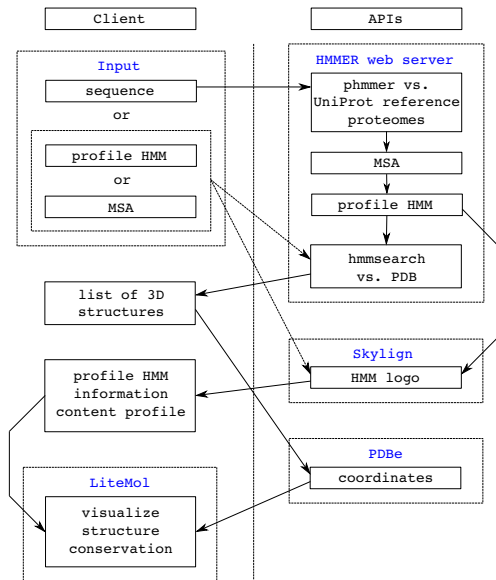 Client
APIs
Input
sequence
or
profile HMM
or
MSA
HMMER web server
phmmer vs.
UniProt reference
proteomes
MSA
profile HMM
hmmsearch
vs. PDB
list of 3D
structures
Skylign
HMM logo
profile HMM
information
content profile
PDBe
coordinates
LiteMol
visualize
structure
conservation